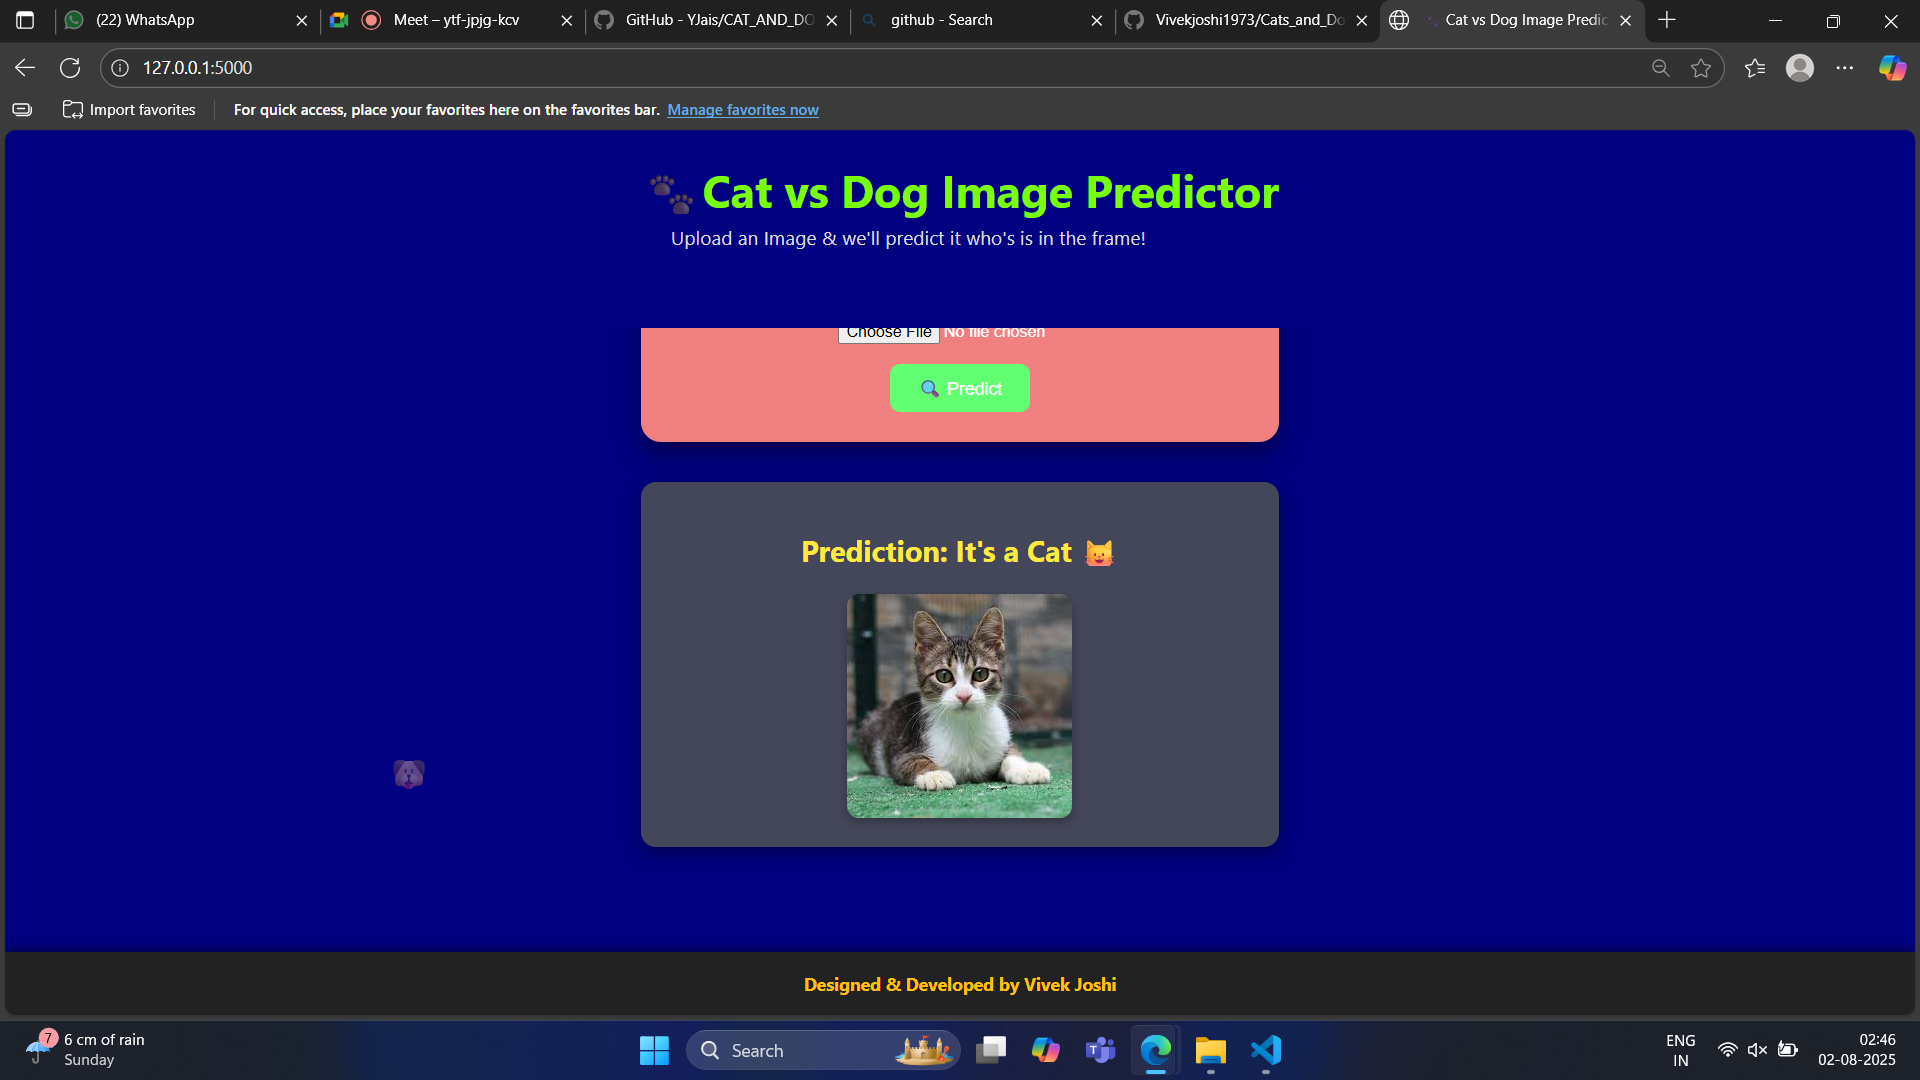 (22) WhatsApp
Meet – ytf-jpjg-kcv
GitHub - YJais/CAT_AND_DO
github - Search
Vivekjoshi1973/Cats_and_Do
Cat vs Dog Image Predic
127.0.0.1:5000
Import favorites
For quick access, place your favorites here on the favorites bar. Manage favorites now
Cat vs Dog Image Predictor
Upload an Image & we'll predict it who's is in the frame!
Choose File No file chosen
Predict
Prediction: It's a Cat
Designed & Developed by Vivek Joshi
7
6 cm of rain
Sunday
Search
ENG
IN
02:46
02-08-2025